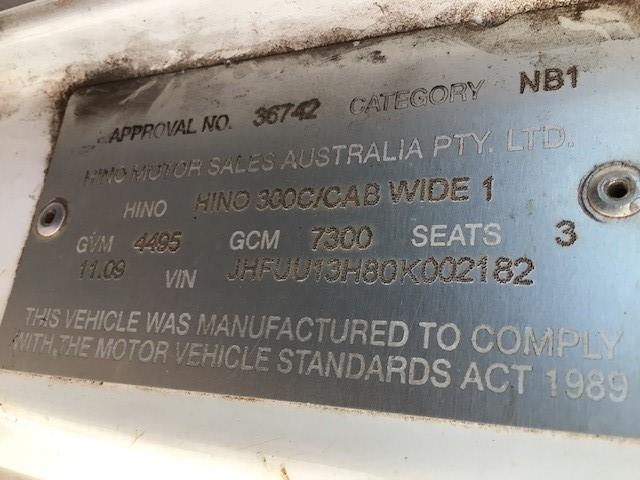 APPROVAL NO. 36742 CATEGORY NB1
HINO MOTOR SALES AUSTRALIA PTY. LTD.
HINO HINO 300C/CAB WIDE 1
GVM 4495 GCM 7300 SEATS 3
11.09 VIN JHFUU13H80K002182
THIS VEHICLE WAS MANUFACTURED TO COMPLY
WITH THE MOTOR VEHICLE STANDARDS ACT 1989